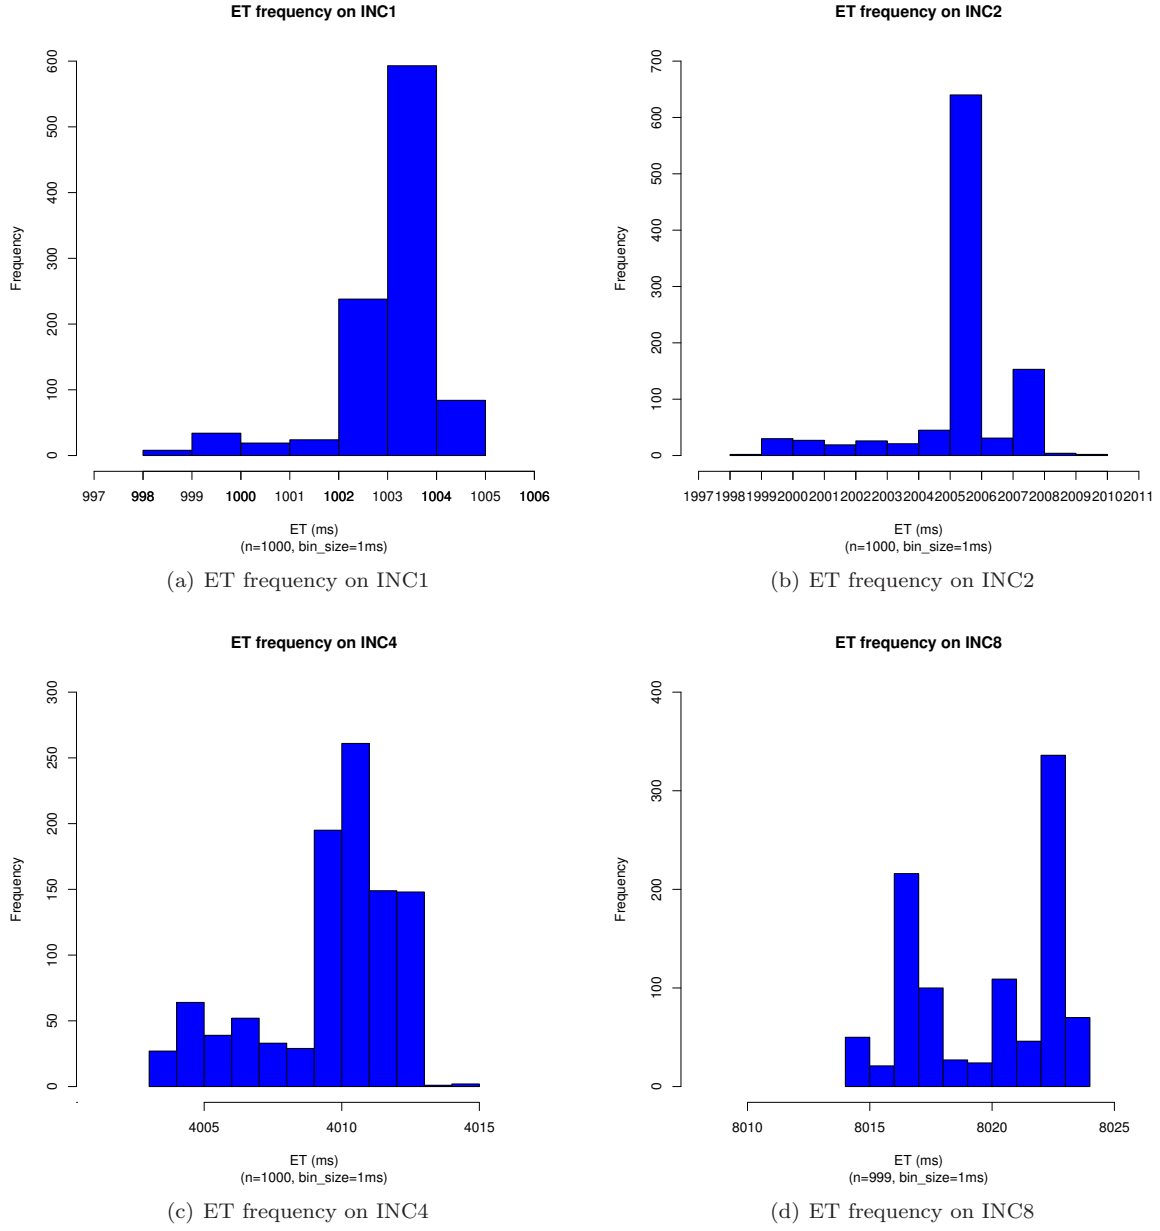 ET frequency on INC1
600
500
400
300
200
100
0
Frequency
997 998 999 1000 1001 1002 1003 1004 1005 1006
ET (ms)
(n=1000, bin_size=1ms)
(a) ET frequency on INC1
ET frequency on INC2
700
600
500
400
300
200
100
0
Frequency
1997 1998 1999 2000 2001 2002 2003 2004 2005 2006 2007 2008 2009 2010 2011
ET (ms)
(n=1000, bin_size=1ms)
(b) ET frequency on INC2
ET frequency on INC4
300
250
200
150
100
50
0
Frequency
4005 4010 4015
ET (ms)
(n=1000, bin_size=1ms)
(c) ET frequency on INC4
ET frequency on INC8
400
300
200
100
0
Frequency
8010 8015 8020 8025
ET (ms)
(n=999, bin_size=1ms)
(d) ET frequency on INC8